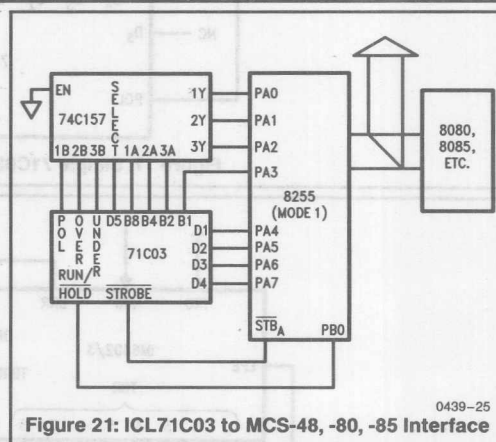 EN
SELECT
1Y
74C157
2Y
3Y
1B 2B 3B 1A 2A 3A
PA0
PA1
PA2
PA3
8255
(MODE 1)
PA4
PA5
PA6
PA7
STB A
PB0
8080,
8085,
ETC.
POL
OVER
UNDER
D5 B8 B4 B2 B1
71C03
D1
D2
D3
D4
RUN/
HOLD STROBE
0439–25
Figure 21: ICL71C03 to MCS-48, -80, -85 Interface